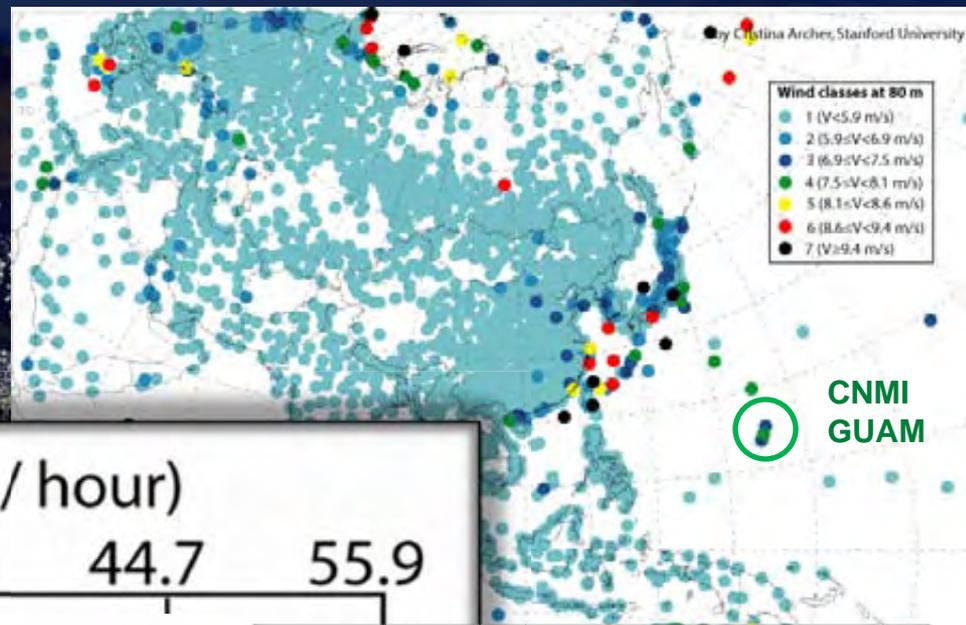 by Cristina Archer, Stanford University
Wind classes at 80 m
1 (V<5.9 m/s)
2 (5.9≤V<6.9 m/s)
3 (6.9≤V<7.5 m/s)
4 (7.5≤V<8.1 m/s)
5 (8.1≤V<8.6 m/s)
6 (8.6≤V<9.4 m/s)
7 (V≥9.4 m/s)
CNMI
GUAM
/ hour)
44.7 55.9